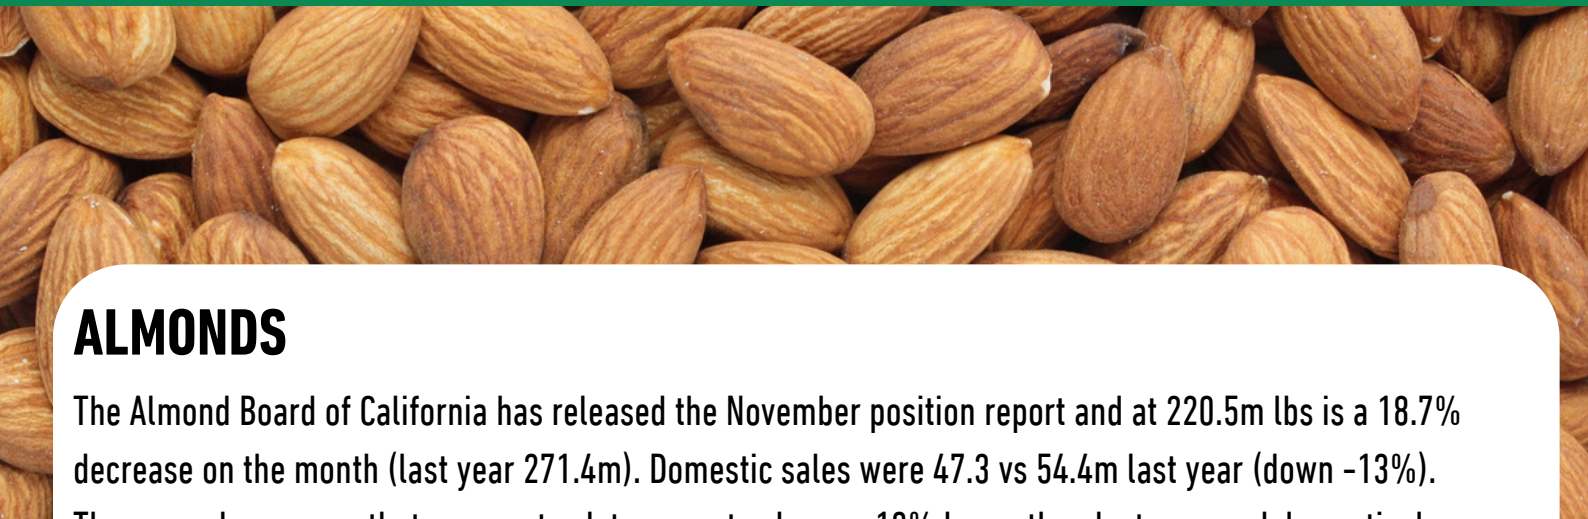 ALMONDS
The Almond Board of California has released the November position report and at 220.5m lbs is a 18.7%
decrease on the month (last year 271.4m). Domestic sales were 47.3 vs 54.4m last year (down -13%).